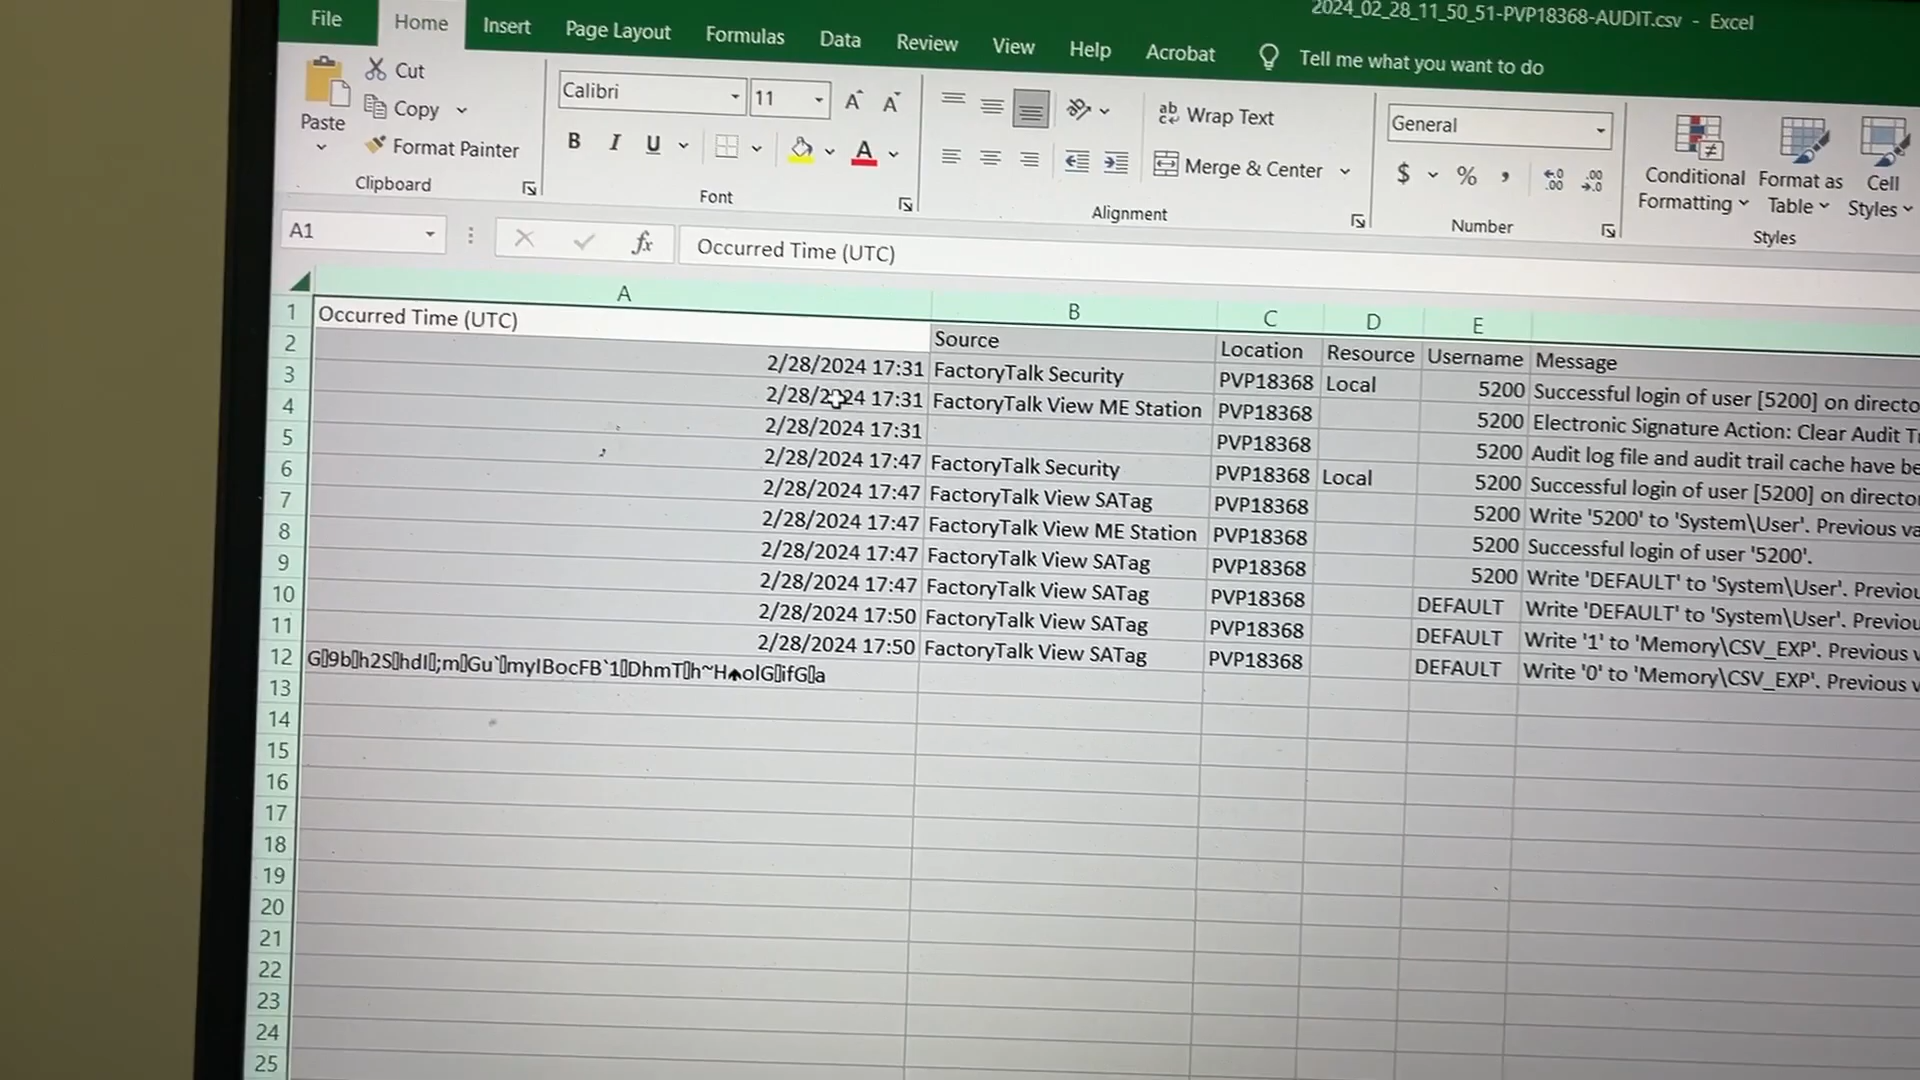 2024_02_28_11_50_51-PVP18368-AUDIT.csv - Excel
File Home Insert Page Layout Formulas Data Review View Help Acrobat Tell me what you want to do
Paste Cut
Copy
Format Painter
Clipboard
Calibri 11
B I U A
Font
Wrap Text
Merge & Center
Alignment
General
$ % ,
Number
Conditional Formatting
Format as Table
Cell Styles
Styles
A1 fx Occurred Time (UTC)
A B C D E
1 Occurred Time (UTC) Source Location Resource Username Message
2 2/28/2024 17:31 FactoryTalk Security PVP18368 Local 5200 Successful login of user [5200] on directo
3 2/28/2024 17:31 FactoryTalk View ME Station PVP18368 5200 Electronic Signature Action: Clear Audit Tr
4 2/28/2024 17:31 PVP18368 5200 Audit log file and audit trail cache have be
5 2/28/2024 17:47 FactoryTalk Security PVP18368 Local 5200 Successful login of user [5200] on director
6 2/28/2024 17:47 FactoryTalk View SATag PVP18368 5200 Write '5200' to 'System\User'. Previous va
7 2/28/2024 17:47 FactoryTalk View ME Station PVP18368 5200 Successful login of user '5200'.
8 2/28/2024 17:47 FactoryTalk View SATag PVP18368 5200 Write 'DEFAULT' to 'System\User'. Previou
9 2/28/2024 17:47 FactoryTalk View SATag PVP18368 DEFAULT Write 'DEFAULT' to 'System\User'. Previou
10 2/28/2024 17:50 FactoryTalk View SATag PVP18368 DEFAULT Write '1' to 'Memory\CSV_EXP'. Previous v
11 2/28/2024 17:50 FactoryTalk View SATag PVP18368 DEFAULT Write '0' to 'Memory\CSV_EXP'. Previous v
12
13
14
15
16
17
18
19
20
21
22
23
24
25